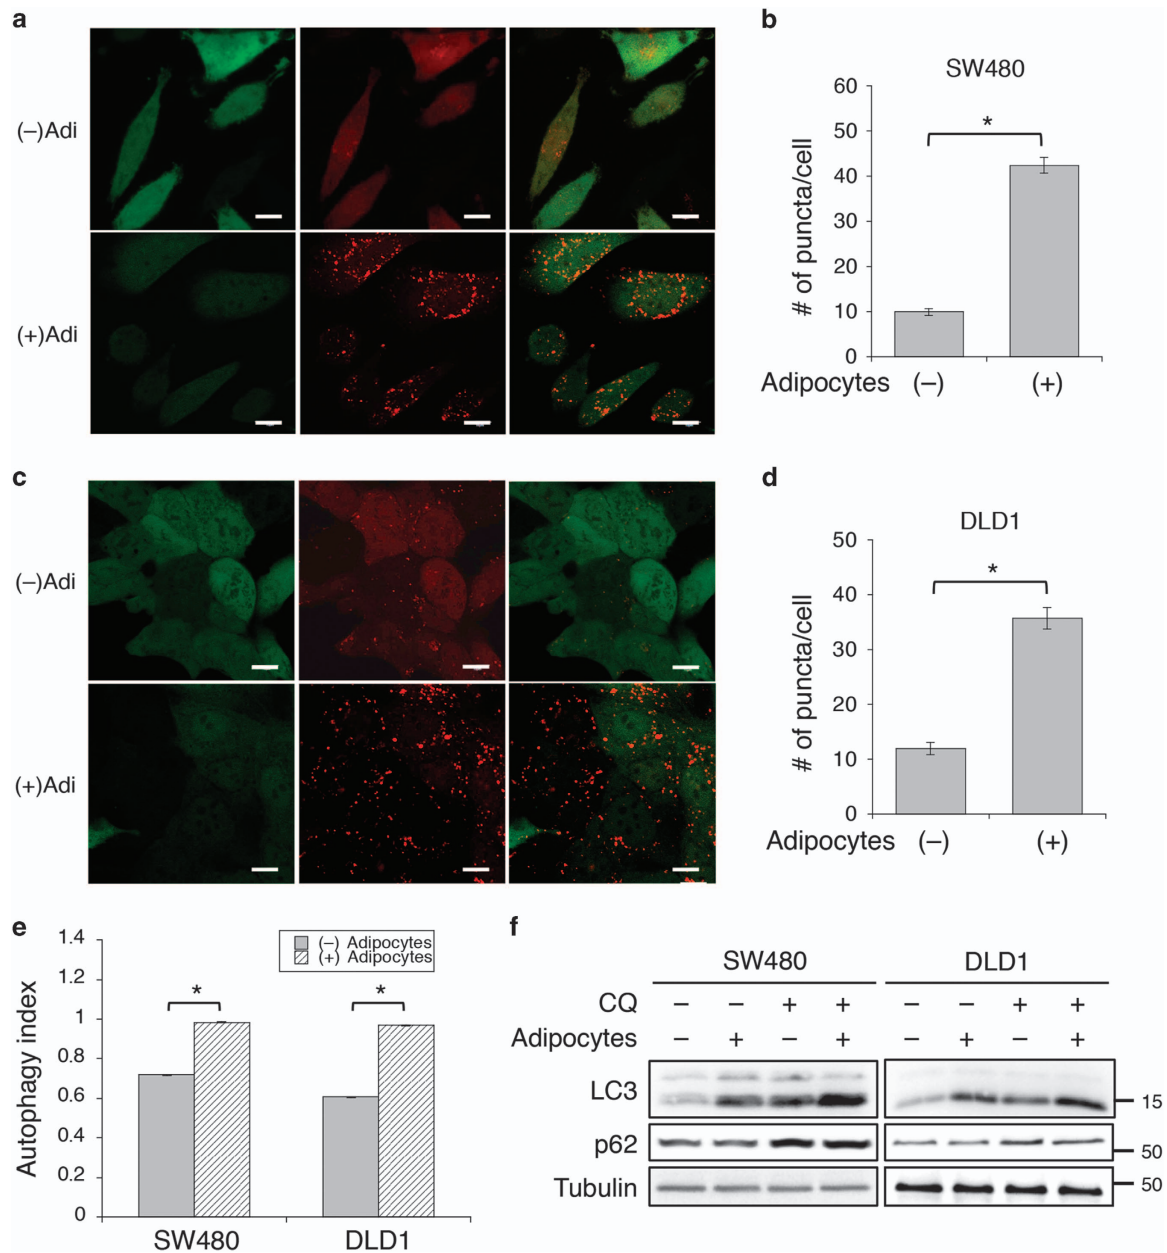 a
(–)Adi
(+)Adi
b
SW480
# of puncta/cell
60
50
40
30
20
10
0
*
Adipocytes (–) (+)
c
(–)Adi
(+)Adi
d
DLD1
# of puncta/cell
50
40
30
20
10
0
*
Adipocytes (–) (+)
e
Autophagy index
1.4
1.2
1
0.8
0.6
0.4
0.2
0
(–) Adipocytes
(+) Adipocytes
* *
SW480 DLD1
f
SW480 DLD1
CQ – – + + – – + +
Adipocytes – + – + – + – +
LC3 15
p62 50
Tubulin 50